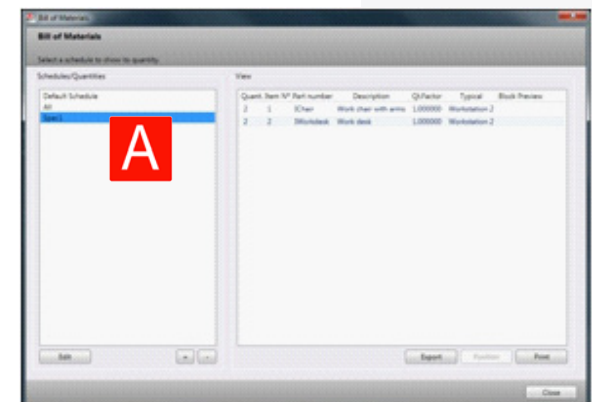 Bill of Materials
Bill of Materials
Select a schedule to show its quantity.
Schedules/Quantities
View
Default Schedule
All
Spec1
A
Quant. Item Nº Part number Description Qt.Factor Typical Block Preview
2 1 IChair Work chair with arms 1.000000 Workstation 2
2 2 IWorkdesk Work desk 1.000000 Workstation 2
Edit
+
-
Export
Print
Close